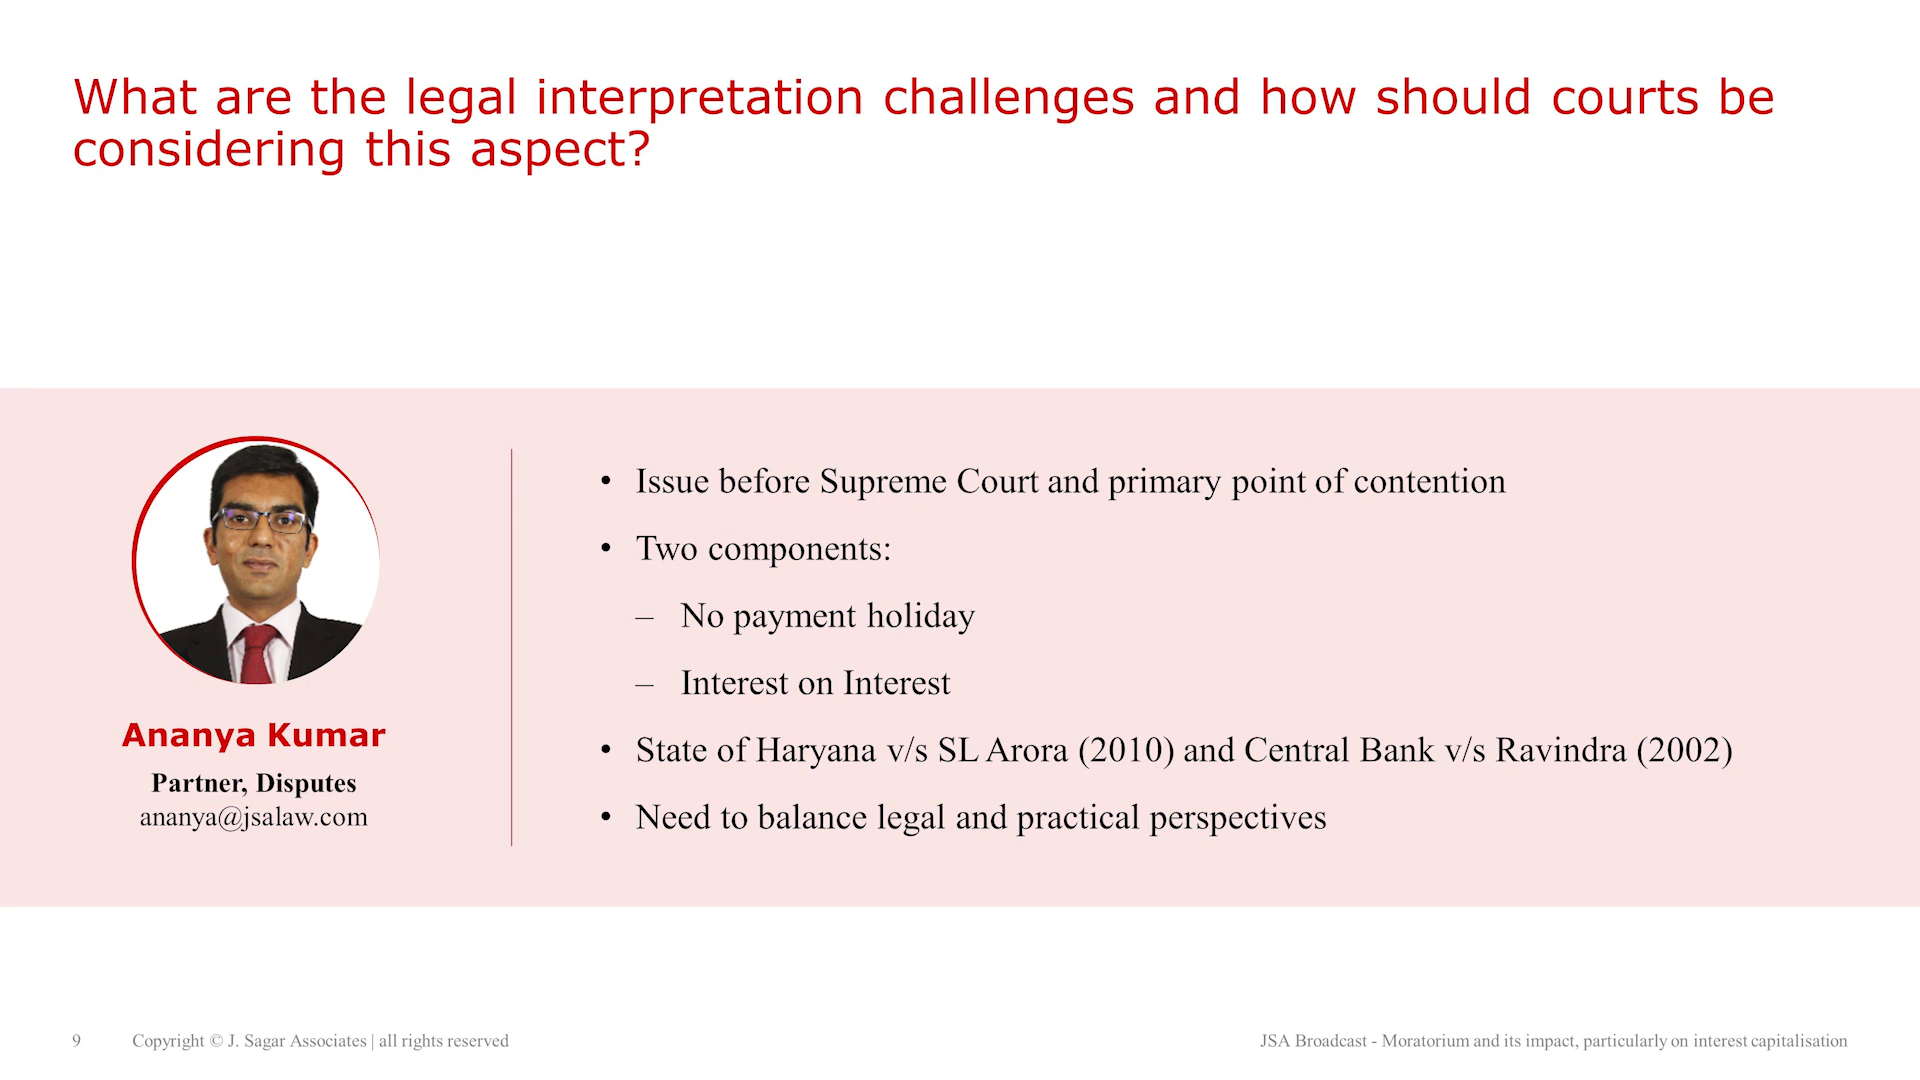 What are the legal interpretation challenges and how should courts be
considering this aspect?
Ananya Kumar
Partner, Disputes
ananya@jsalaw.com
• Issue before Supreme Court and primary point of contention
• Two components:
– No payment holiday
– Interest on Interest
• State of Haryana v/s SL Arora (2010) and Central Bank v/s Ravindra (2002)
• Need to balance legal and practical perspectives
9
Copyright © J. Sagar Associates | all rights reserved
JSA Broadcast - Moratorium and its impact, particularly on interest capitalisation